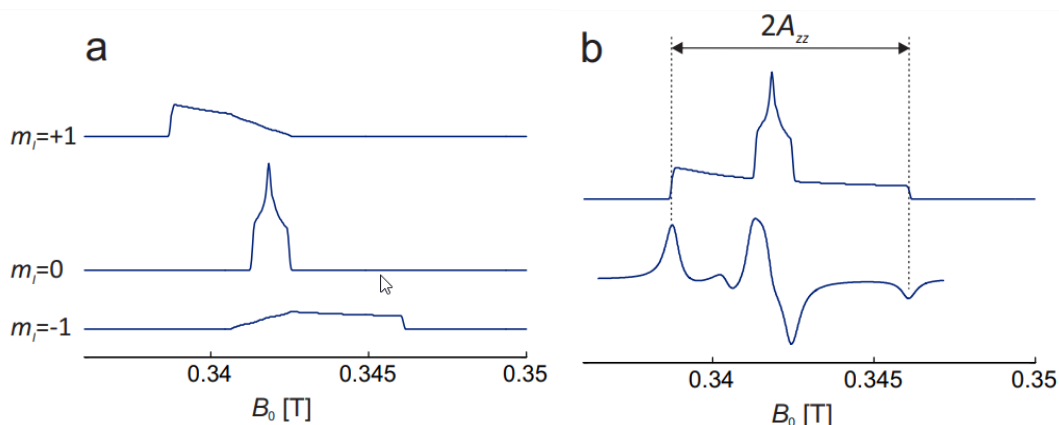 a
m_I=+1
m_I=0
m_I=-1
0.34 0.345 0.35
B_0 [T]
b
2A_zz
0.34 0.345 0.35
B_0 [T]